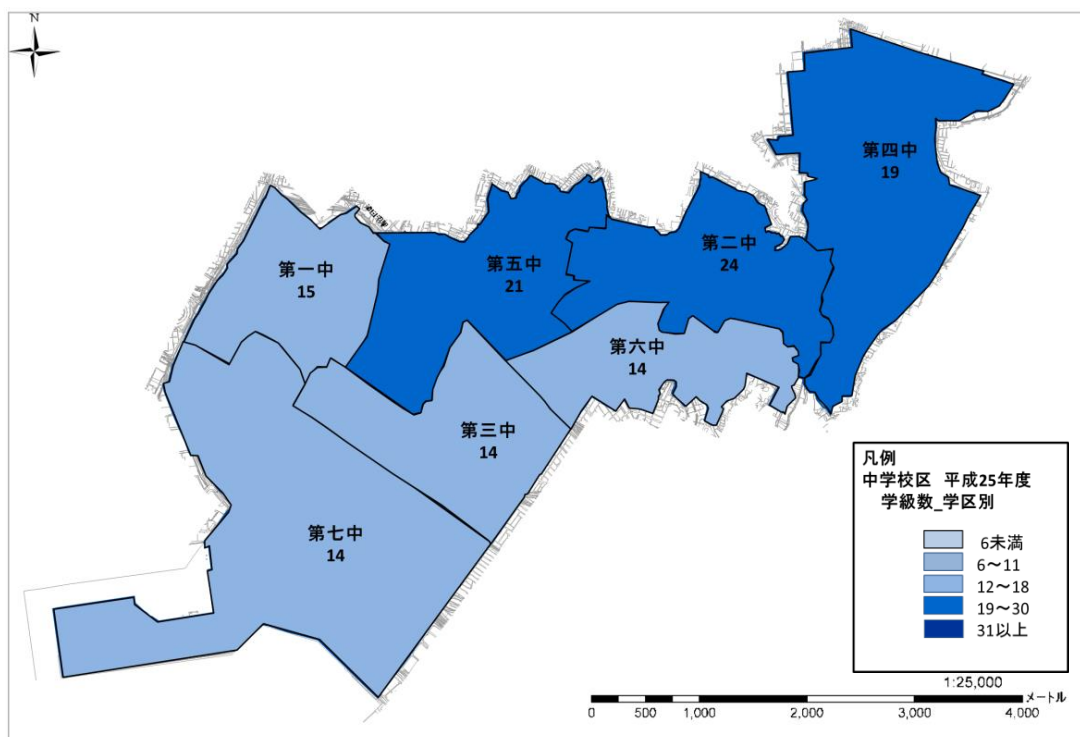 N
第四中
19
第一中
15
第五中
21
第二中
24
第六中
14
第三中
14
第七中
14
凡例
中学校区 平成25年度
学級数_学区別
6未満
6～11
12～18
19～30
31以上
1:25,000
メートル
0 500 1,000 2,000 3,000 4,000